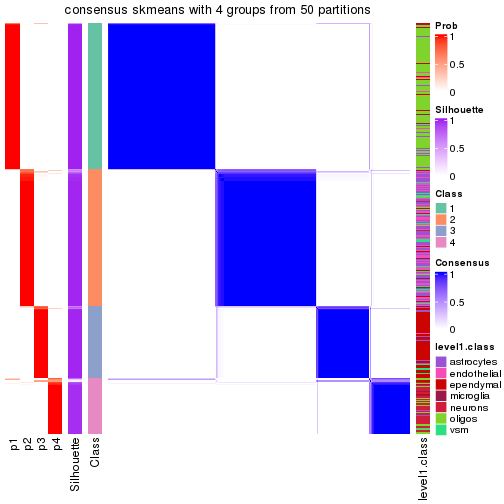 consensus skmeans with 4 groups from 50 partitions
Prob
1
0.5
0
Silhouette
1
0.5
0
Class
1
2
3
4
Consensus
1
0.5
0
level1.class
astrocytes
endothelial
ependymal
microglia
neurons
oligos
vsm
p1
p2
p3
p4
Silhouette
Class
level1.class